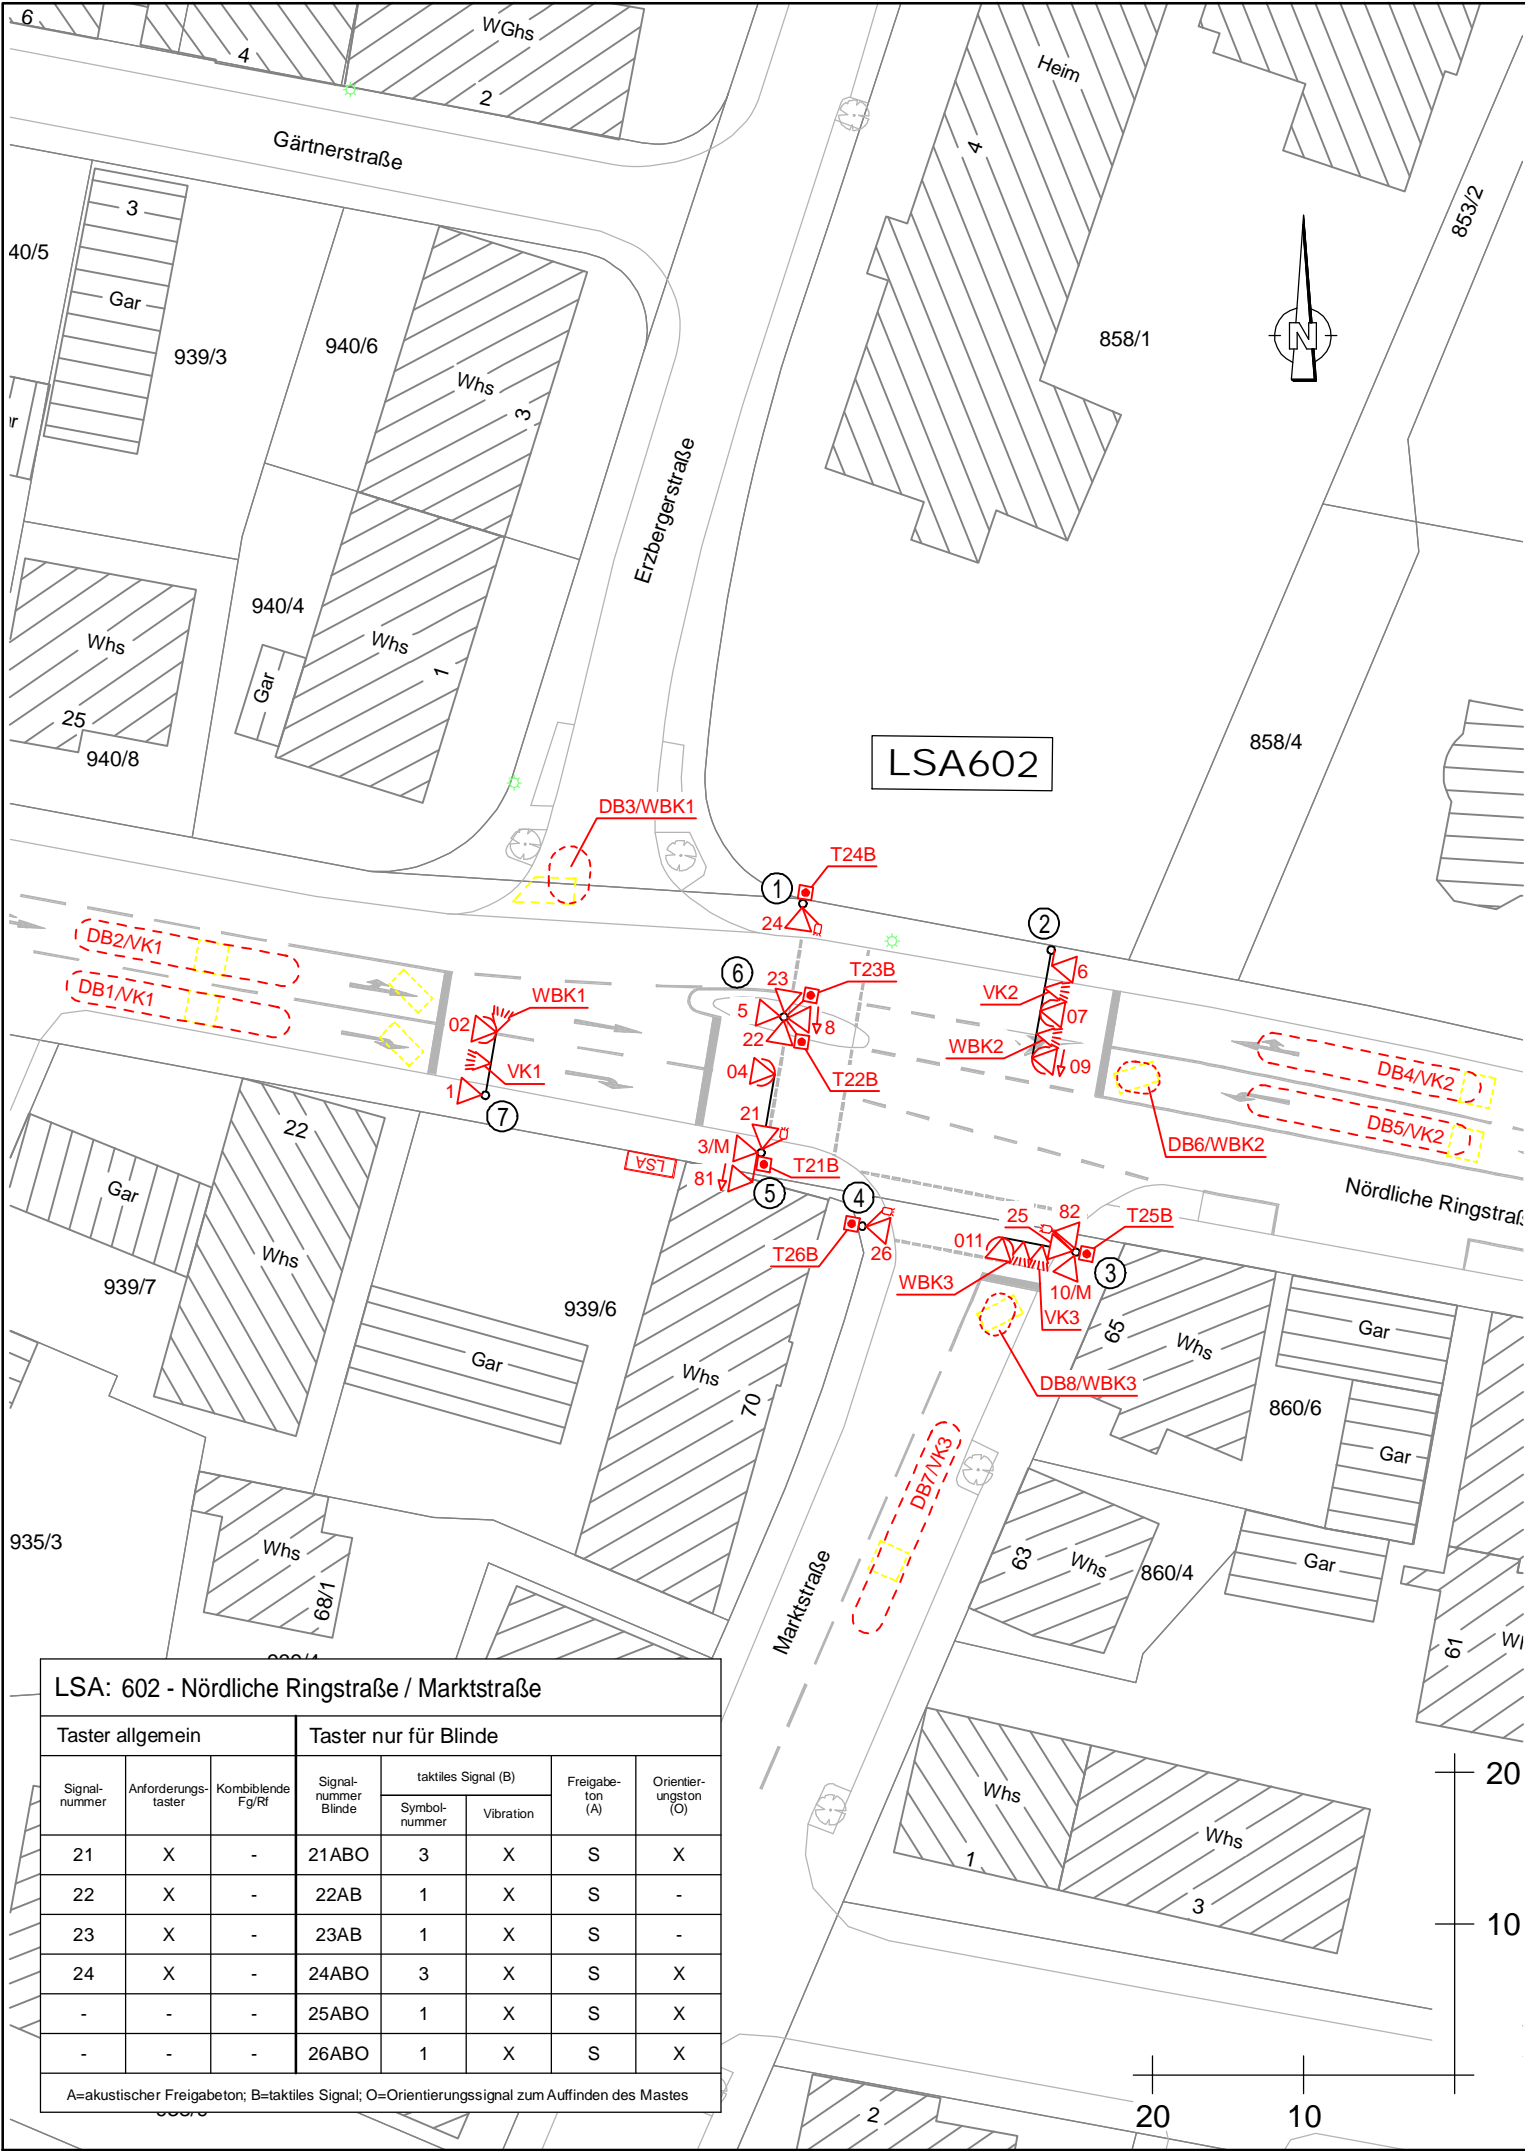 6
4
WGhs
2
Gärtnerstraße
Heim
4
853/2
40/5
3
Gar
939/3
940/6
Whs
3
858/1
N
Erzbergerstraße
940/4
Whs
Whs
1
Gar
25
940/8
LSA602
858/4
DB3/WBK1
T24B
1
24
2
DB2/VK1
DB1/VK1
6
23
T23B
5
8
22
T22B
WBK1
02
VK1
1
7
04
6
VK2
07
WBK2
09
DB4/VK2
DB5/VK2
DB6/WBK2
21
3/M
T21B
81
5
LSA
4
T26B
26
25
82
T25B
011
3
WBK3
10/M
VK3
Nördliche Ringstraß
22
Gar
Whs
939/7
939/6
Gar
Whs
70
DB8/WBK3
65
Whs
Gar
860/6
Gar
DB7/VK3
935/3
Whs
68/1
63
Whs
860/4
Gar
61
Marktstraße
LSA: 602 - Nördliche Ringstraße / Marktstraße
Taster allgemein Taster nur für Blinde
Signal-nummer Anforderungs-taster Kombiblende Fg/Rf Signal-nummer Blinde taktiles Signal (B) Symbol-nummer Vibration Freigabe-ton (A) Orientier-ungston (O)
21 X - 21ABO 3 X S X
22 X - 22AB 1 X S -
23 X - 23AB 1 X S -
24 X - 24ABO 3 X S X
- - - 25ABO 1 X S X
- - - 26ABO 1 X S X
A=akustischer Freigabeton; B=taktiles Signal; O=Orientierungssignal zum Auffinden des Mastes
Whs
1
Whs
3
2
20
10
20
10